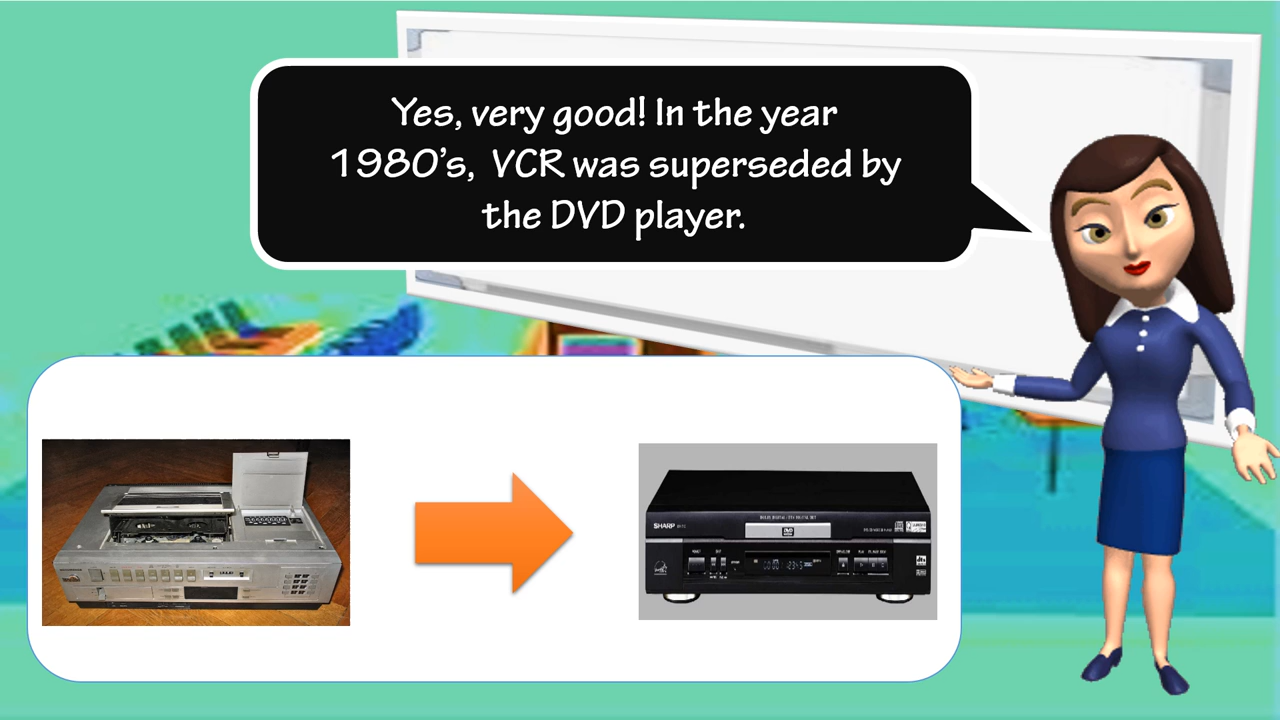 Yes, very good! In the year
1980’s, VCR was superseded by
the DVD player.
SHARP